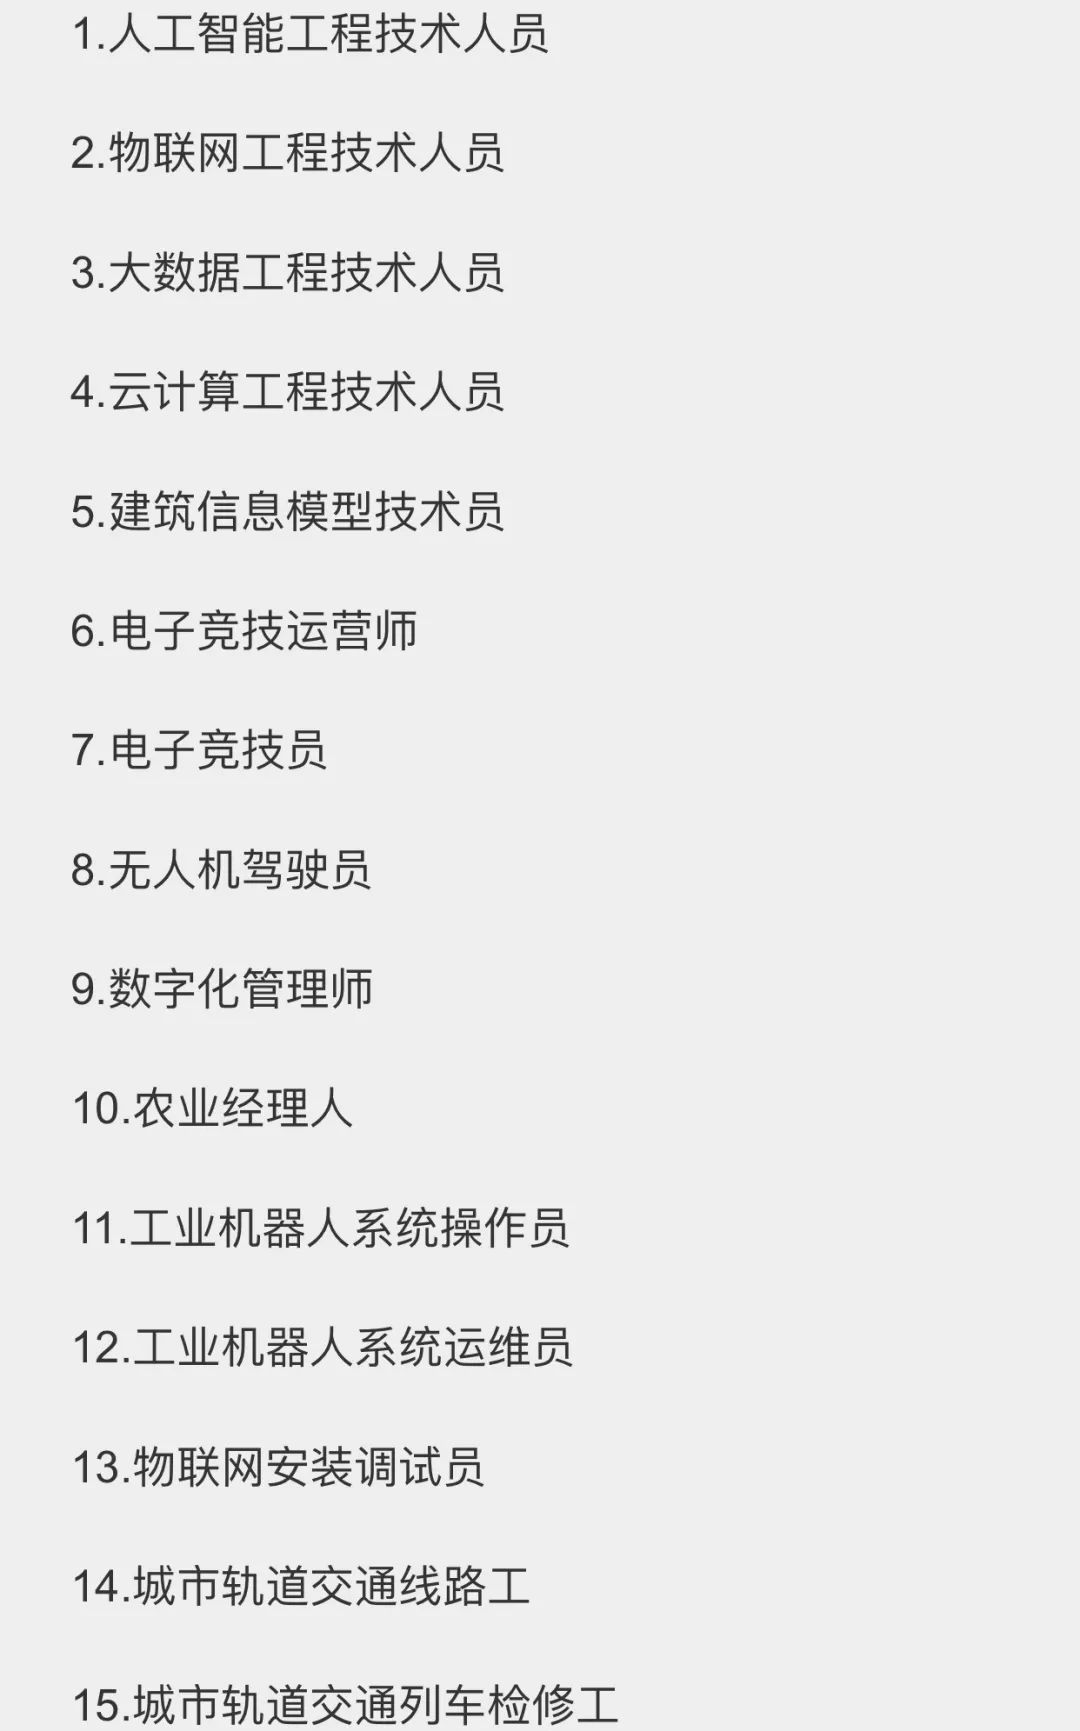 1.人工智能工程技术人员
2.物联网工程技术人员
3.大数据工程技术人员
4.云计算工程技术人员
5.建筑信息模型技术员
6.电子竞技运营师
7.电子竞技员
8.无人机驾驶员
9.数字化管理师
10.农业经理人
11.工业机器人系统操作员
12.工业机器人系统运维员
13.物联网安装调试员
14.城市轨道交通线路工
15.城市轨道交通列车检修工